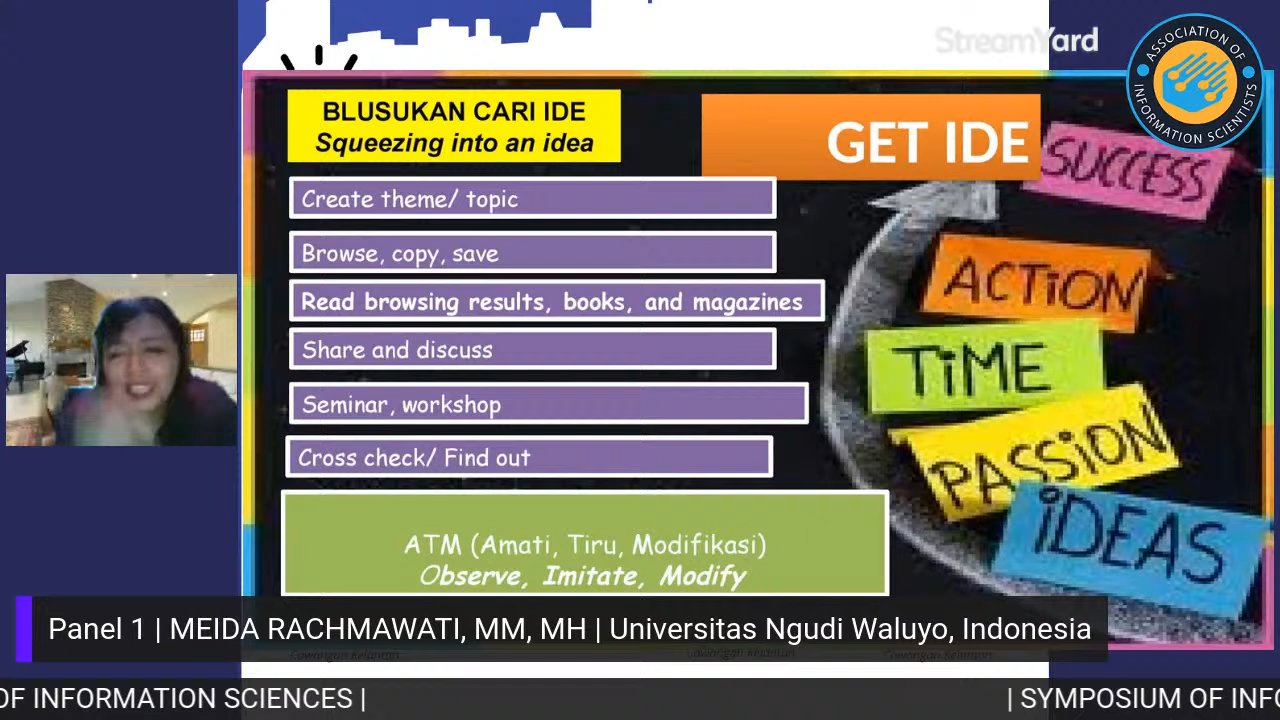 StreamYard
ASSOCIATION OF
INFORMATION SCIENTISTS
BLUSUKAN CARI IDE
Squeezing into an idea
GET IDE
SUCCESS
Create theme/ topic
Browse, copy, save
ACTiON
Read browsing results, books, and magazines
Share and discuss
TiME
Seminar, workshop
PASSiON
Cross check/ Find out
iDEAS
ATM (Amati, Tiru, Modifikasi)
Observe, Imitate, Modify
Panel 1 | MEIDA RACHMAWATI, MM, MH | Universitas Ngudi Waluyo, Indonesia
OF INFORMATION SCIENCES |
| SYMPOSIUM OF INFO